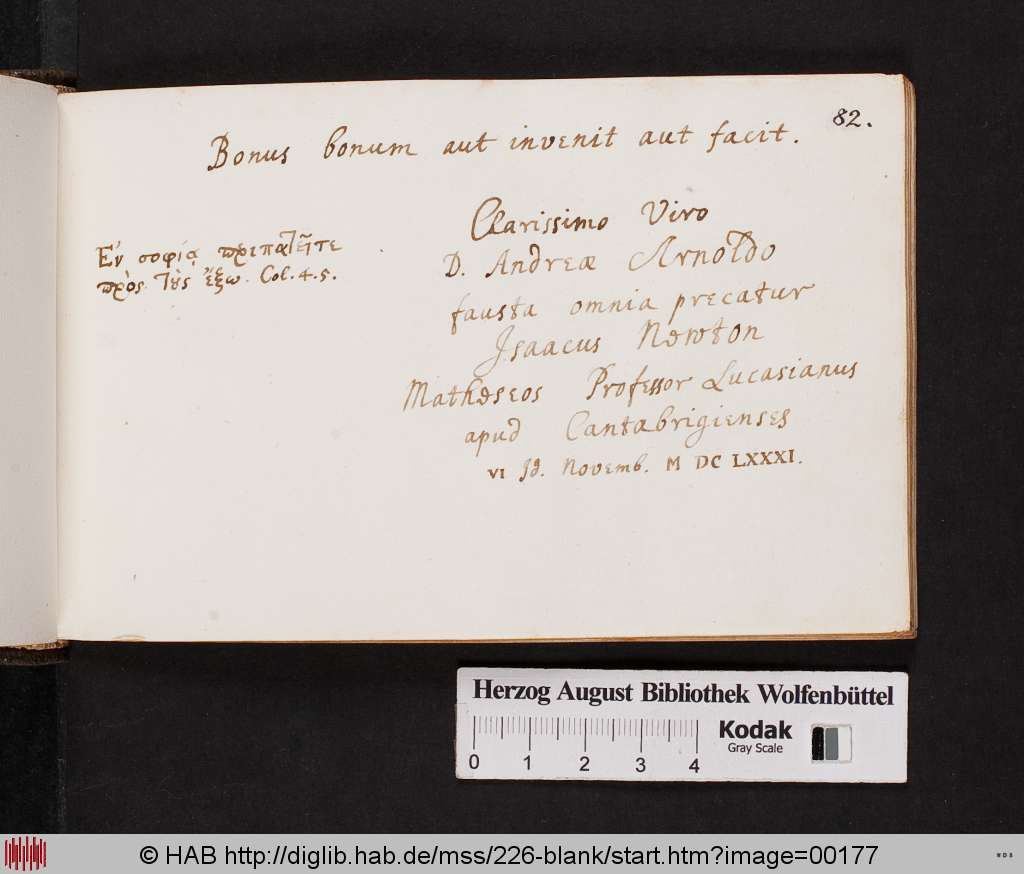 82.
Bonus bonum aut invenit aut facit.
Ἐν σοφίᾳ περιπατεῖτε
πρὸς τοὺς ἔξω. Col. 4. 5.
Clarissimo Viro
D. Andreæ Arnoldo
fausta omnia precatur
Isaacus Newton
Matheseos Professor Lucasianus
apud Cantabrigienses
VI Id. Novemb. M DC LXXXI.
Herzog August Bibliothek Wolfenbüttel
0 1 2 3 4
Kodak
Gray Scale
© HAB http://diglib.hab.de/mss/226-blank/start.htm?image=00177
WDB